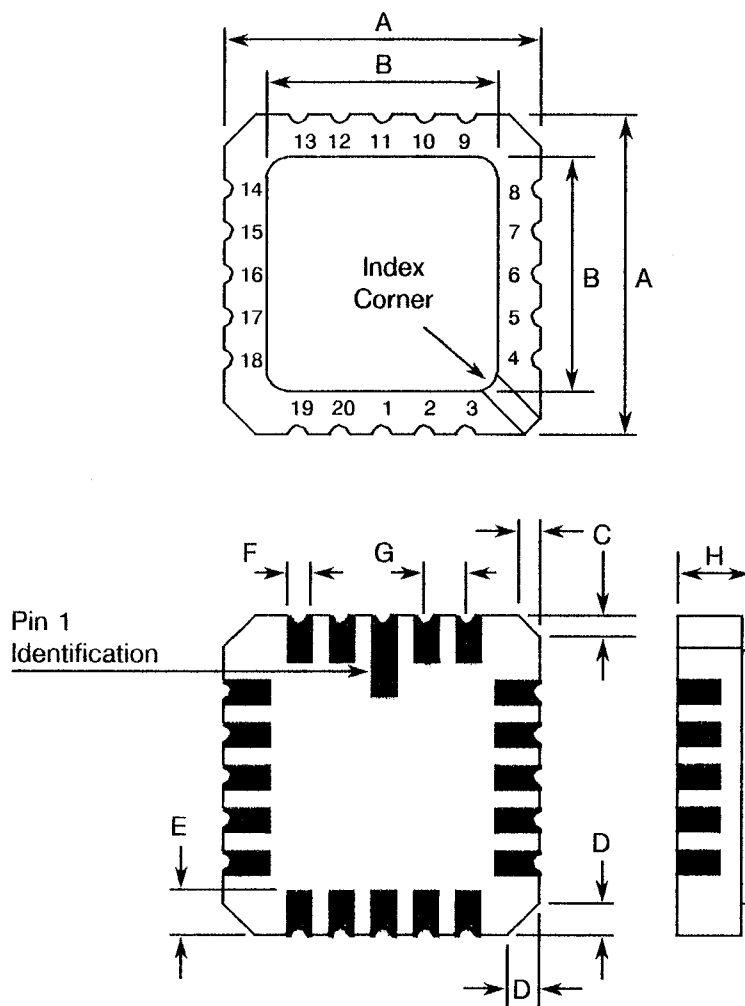 A
B
13 12 11 10 9
14 8
15 7
16 6
17 5
18 4
Index
Corner
B A
19 20 1 2 3
C
F G H
Pin 1
Identification
E D
D